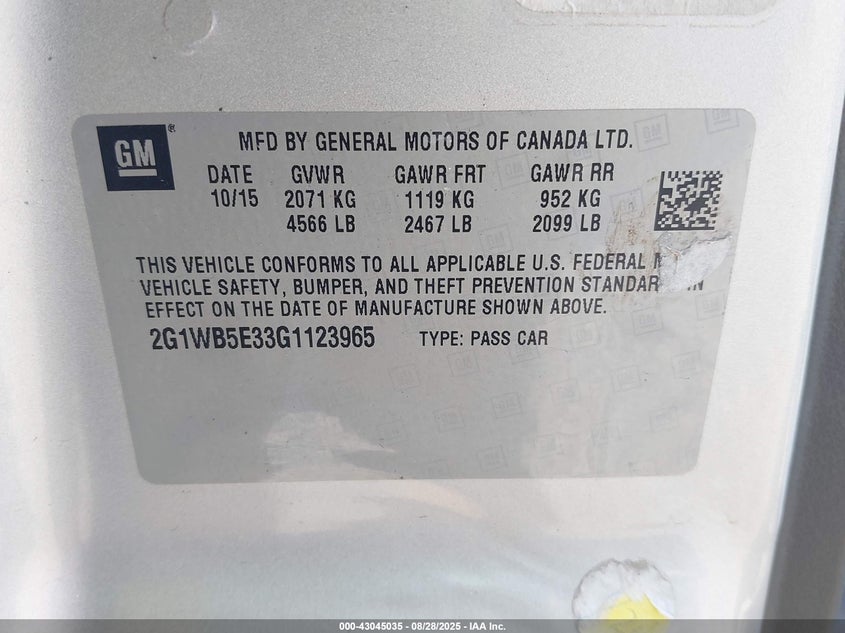 GM
MFD BY GENERAL MOTORS OF CANADA LTD.
DATE GVWR GAWR FRT GAWR RR
10/15 2071 KG 1119 KG 952 KG
4566 LB 2467 LB 2099 LB
THIS VEHICLE CONFORMS TO ALL APPLICABLE U.S. FEDERAL
VEHICLE SAFETY, BUMPER, AND THEFT PREVENTION STANDAR IN
EFFECT ON THE DATE OF MANUFACTURE SHOWN ABOVE.
2G1WB5E33G1123965 TYPE: PASS CAR
000-43045035 - 08/28/2025 - IAA Inc.